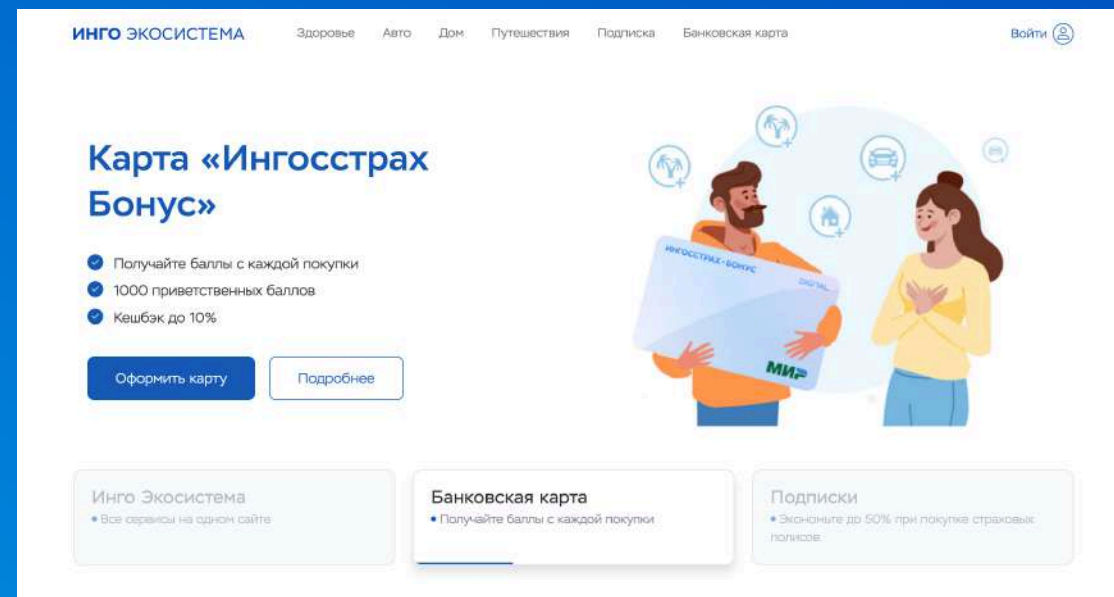 ИНГО ЭКОСИСТЕМА Здоровье Авто Дом Путешествия Подписка Банковская карта Войти
Карта «Ингосстрах
Бонус»
Получайте баллы с каждой покупки
1000 приветственных баллов
Кешбэк до 10%
Оформить карту Подробнее
ИНГОССТРАХ-БОНУС
DIGITAL
МИР
Инго Экосистема
• Все сервисы на одном сайте
Банковская карта
• Получайте баллы с каждой покупки
Подписки
• Экономьте до 50% при покупке страховых
полисов